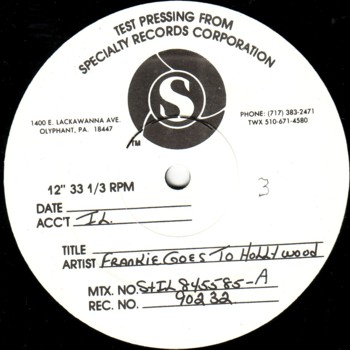 TEST PRESSING FROM
SPECIALTY RECORDS CORPORATION
S
1400 E. LACKAWANNA AVE.
OLYPHANT, PA. 18447
PHONE: (717) 383-2471
TWX 510-671-4580
TM
12" 33 1/3 RPM
3
DATE
ACC'T IL.
TITLE
ARTIST FRANKIE GOES TO HOLLYWOOD
MTX. NO. StIL 845585-A
REC. NO. 90232